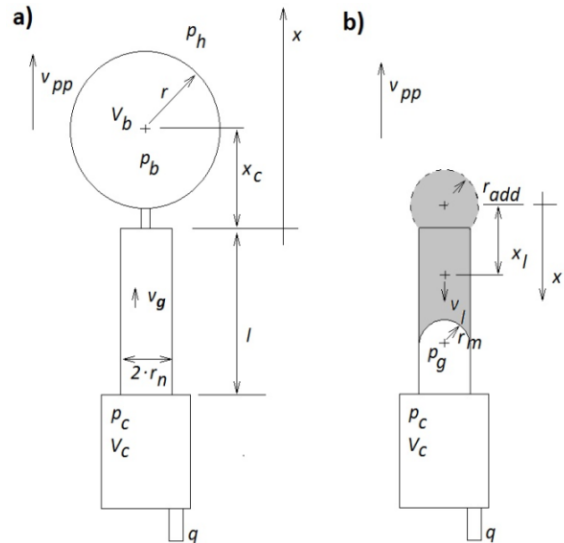 a)
p_h
x
v_pp
r
V_b
p_b
x_c
v_g
l
2·r_n
p_c
V_c
q
b)
v_pp
r_add
x_l
x
v_l
r_m
p_g
p_c
V_c
q